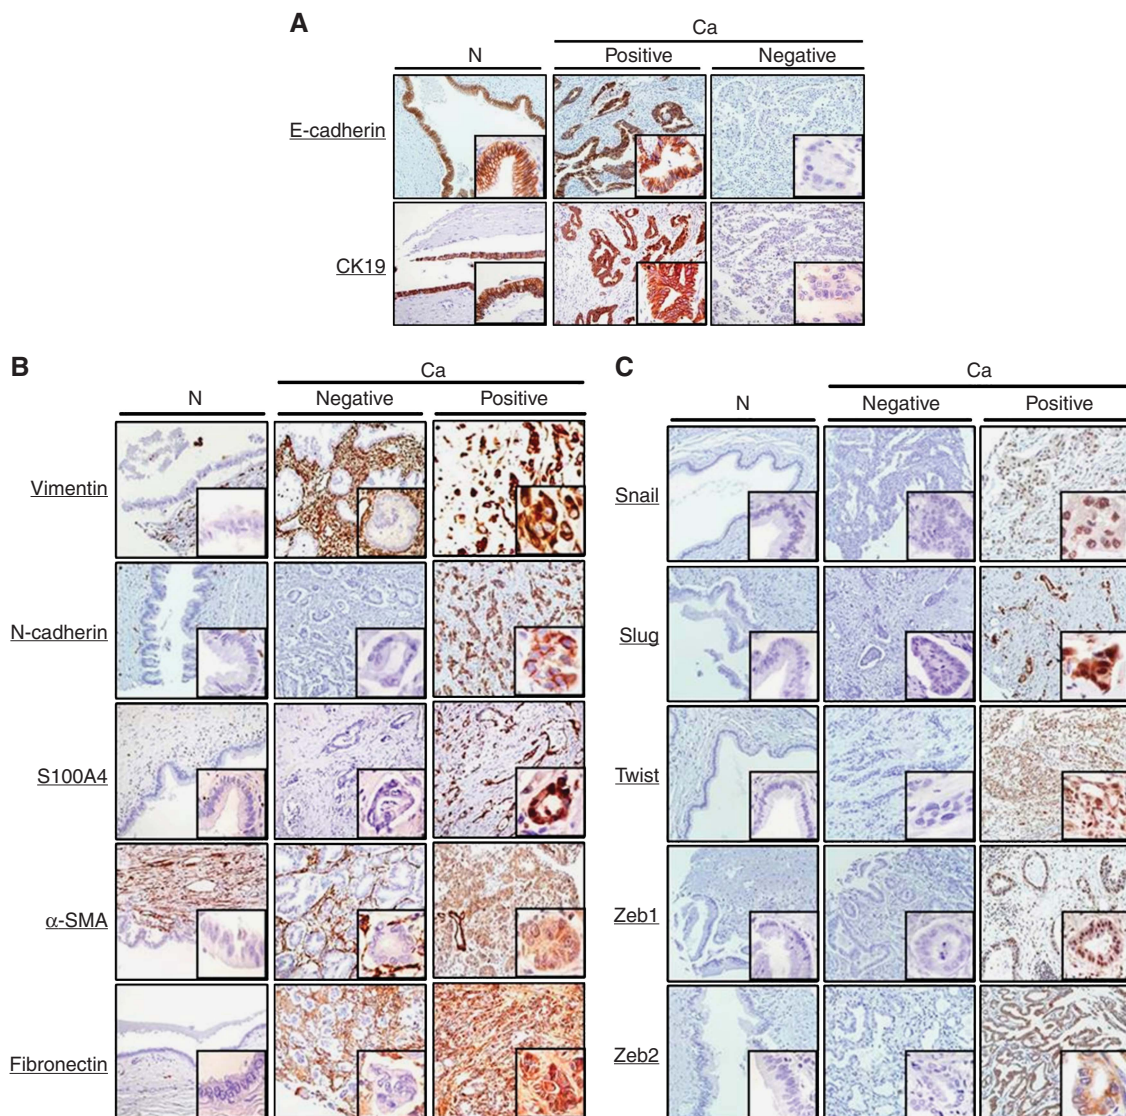 A
Ca
N Positive Negative
E-cadherin
CK19
B
Ca
N Negative Positive
Vimentin
N-cadherin
S100A4
α-SMA
Fibronectin
C
Ca
N Negative Positive
Snail
Slug
Twist
Zeb1
Zeb2